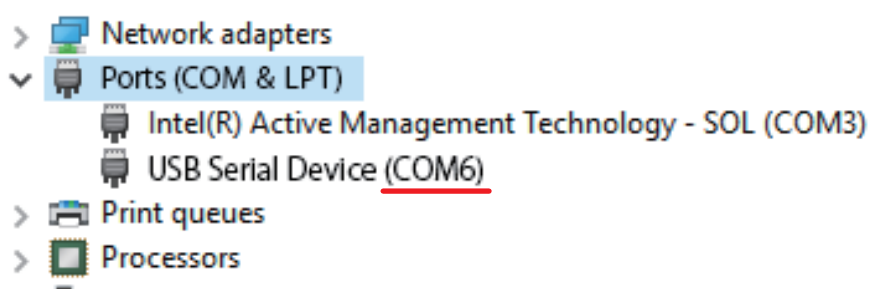 Network adapters
Ports (COM & LPT)
Intel(R) Active Management Technology - SOL (COM3)
USB Serial Device (COM6)
Print queues
Processors